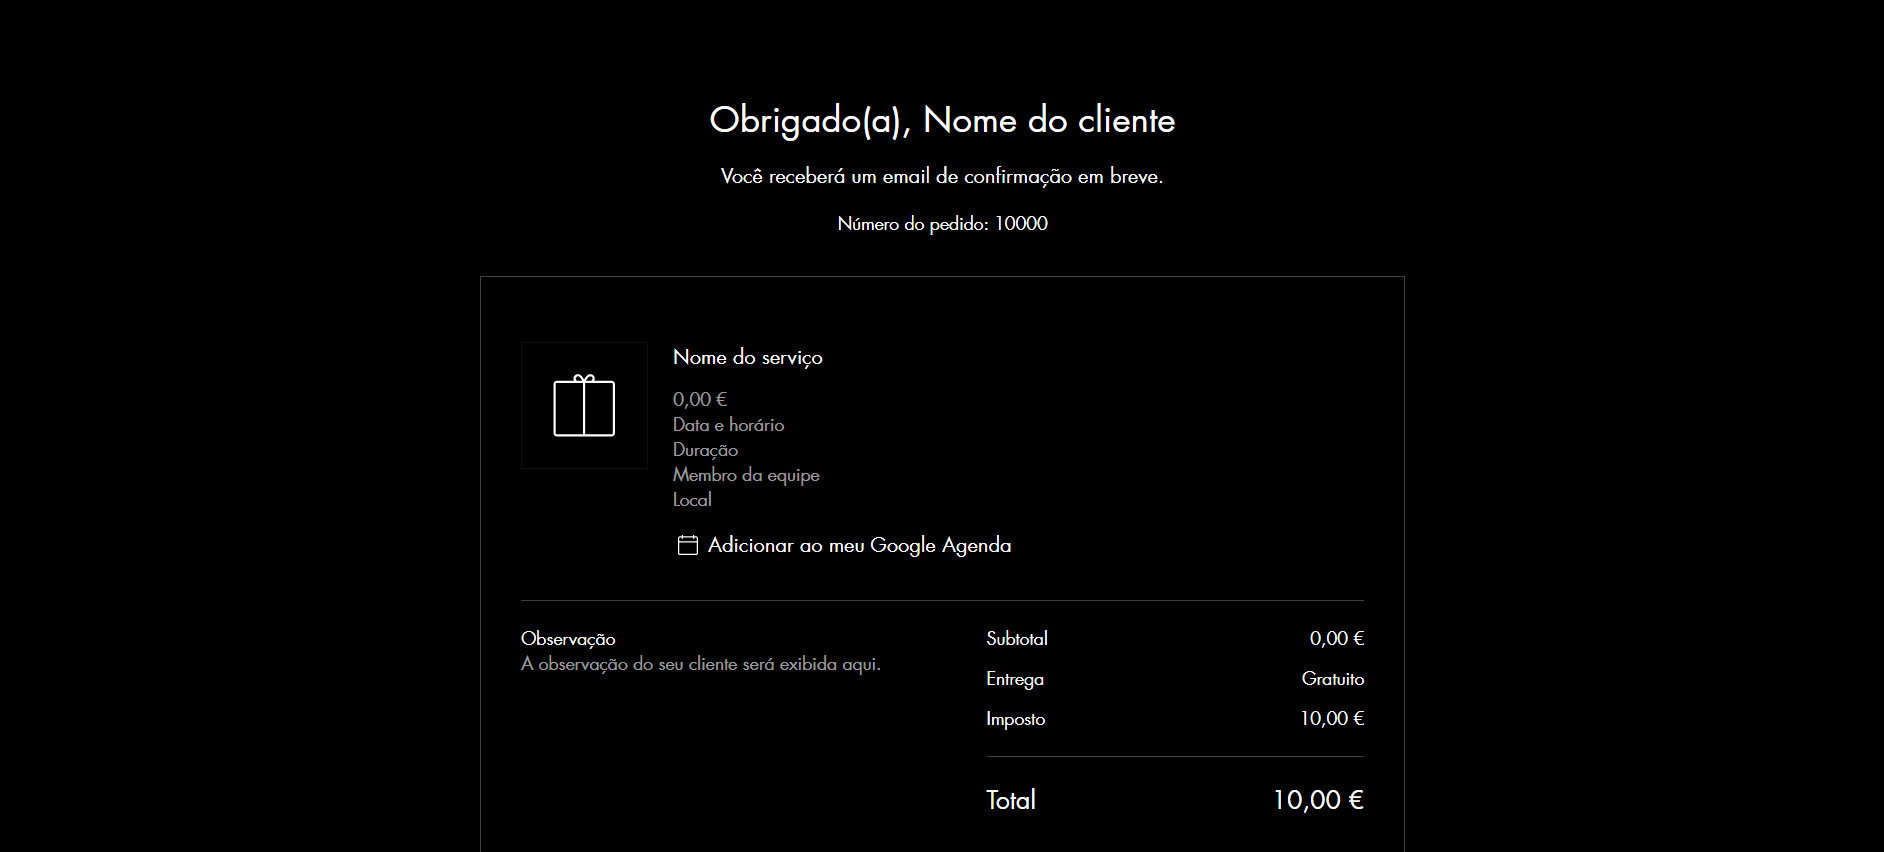 Obrigado(a), Nome do cliente
Você receberá um email de confirmação em breve.
Número do pedido: 10000
Nome do serviço
0,00 €
Data e horário
Duração
Membro da equipe
Local
Adicionar ao meu Google Agenda
Observação
A observação do seu cliente será exibida aqui.
Subtotal 0,00 €
Entrega Gratuito
Imposto 10,00 €
Total 10,00 €